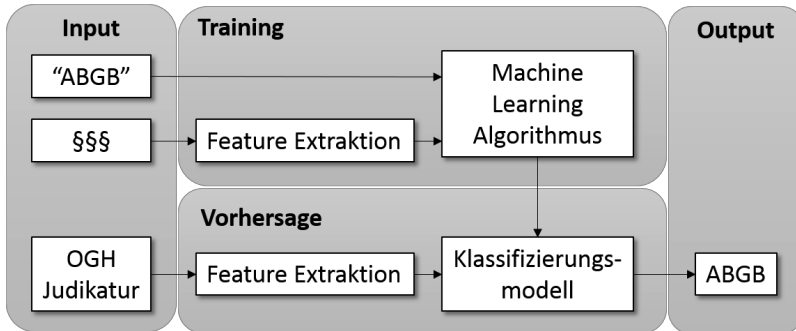 Input
Training
Output
“ABGB”
Machine
Learning
Algorithmus
§§§
Feature Extraktion
Vorhersage
OGH
Judikatur
Feature Extraktion
Klassifizierungs-
modell
ABGB